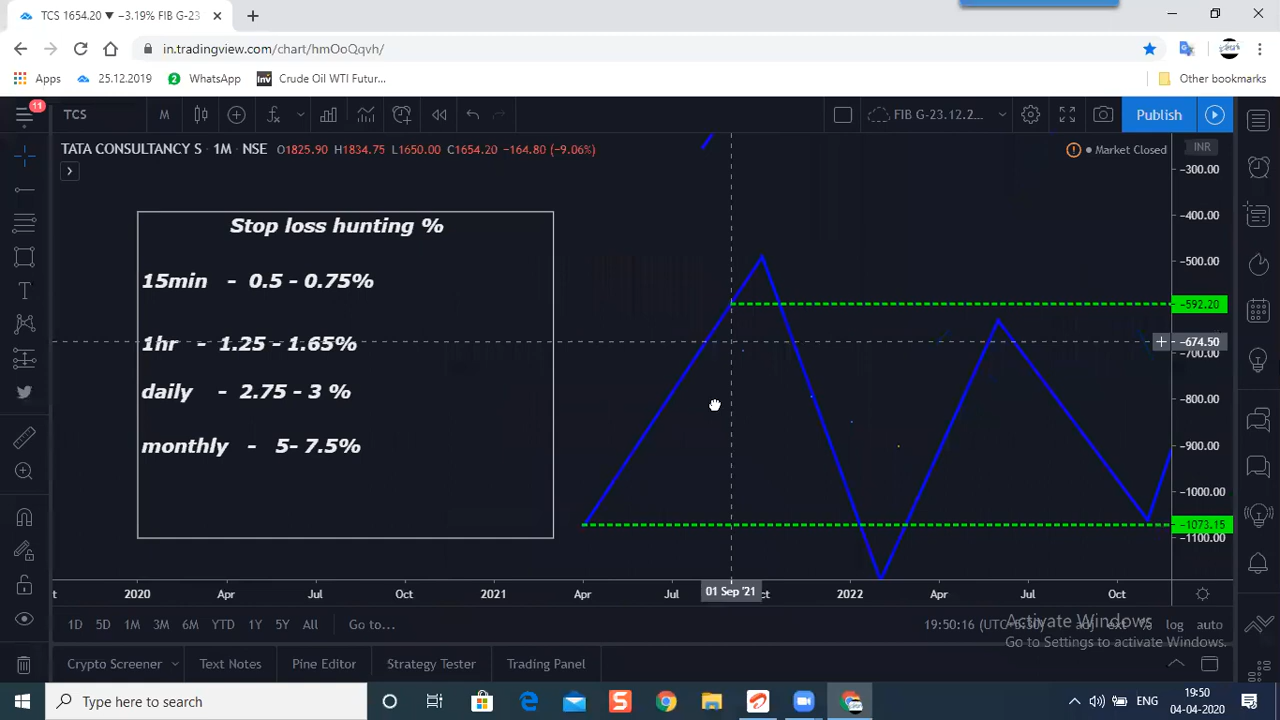 TCS 1654.20 ▼ −3.19% FIB G-23
in.tradingview.com/chart/hmOoQqvh/
Apps 25.12.2019 WhatsApp Crude Oil WTI Futur... Other bookmarks
11
TCS M FIB G-23.12.2... Publish
TATA CONSULTANCY S · 1M · NSE O1825.90 H1834.75 L1650.00 C1654.20 −164.80 (−9.06%) Market Closed INR
Stop loss hunting %
15min - 0.5 - 0.75%
1hr - 1.25 - 1.65%
daily - 2.75 - 3 %
monthly - 5- 7.5%
−300.00
−400.00
−500.00
−592.20
−674.50
−700.00
−800.00
−900.00
−1000.00
−1073.15
−1100.00
2020 Apr Jul Oct 2021 Apr Jul 01 Sep '21 2022 Apr Jul Oct
1D 5D 1M 3M 6M YTD 1Y 5Y All Go to... 19:50:16 (UTC+5:30) adj ext % log auto
Activate Windows
Go to Settings to activate Windows.
Crypto Screener Text Notes Pine Editor Strategy Tester Trading Panel
Type here to search ENG 19:50
04-04-2020